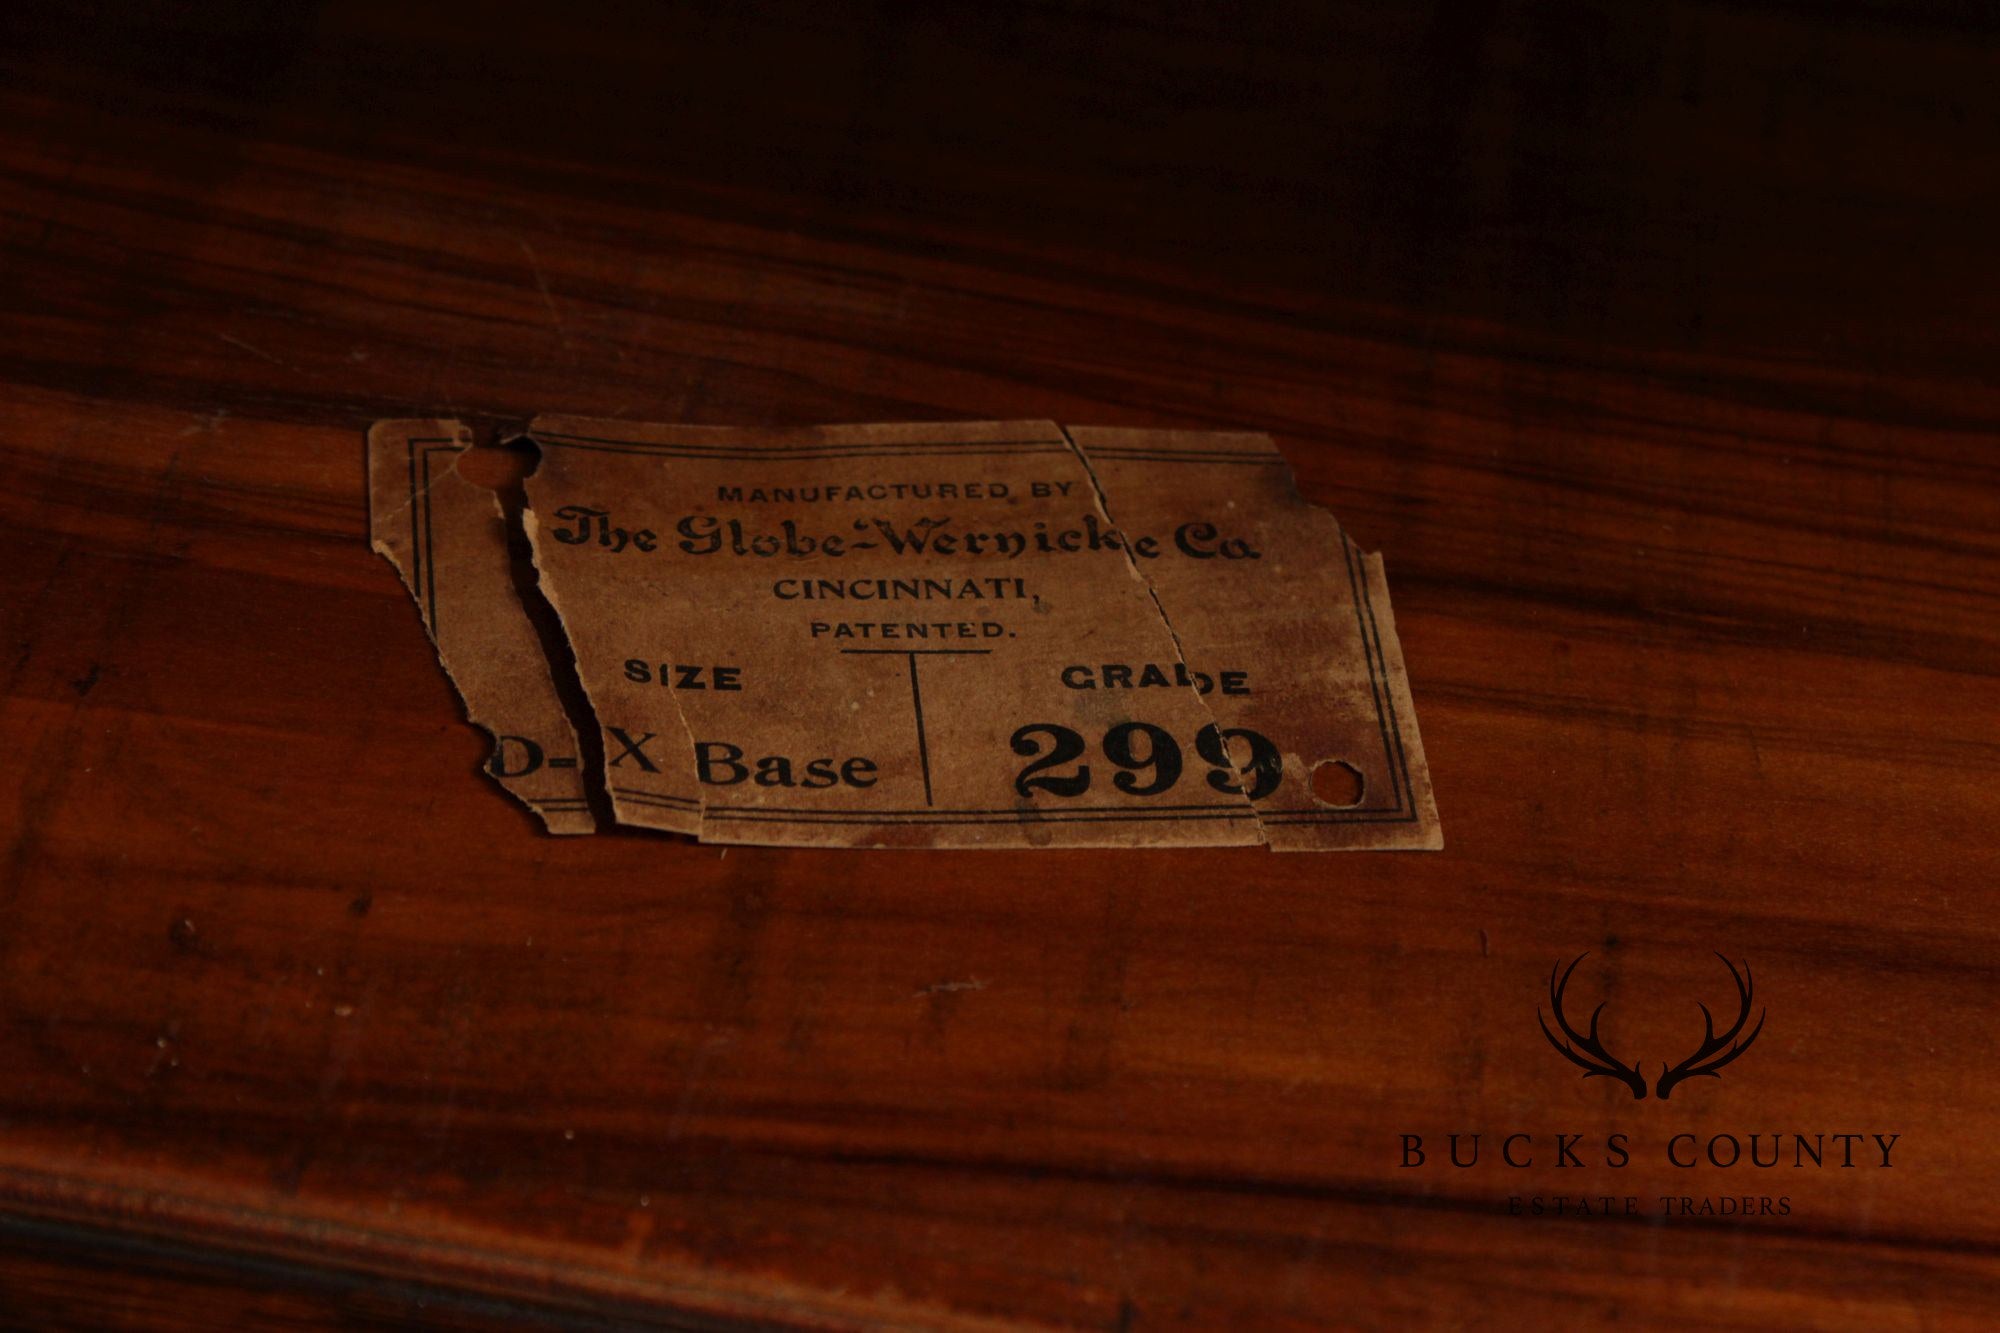 MANUFACTURED BY
The Globe-Wernicke Co.
CINCINNATI,
PATENTED.
SIZE
D-X Base
GRADE
299
BUCKS COUNTY
ESTATE TRADERS